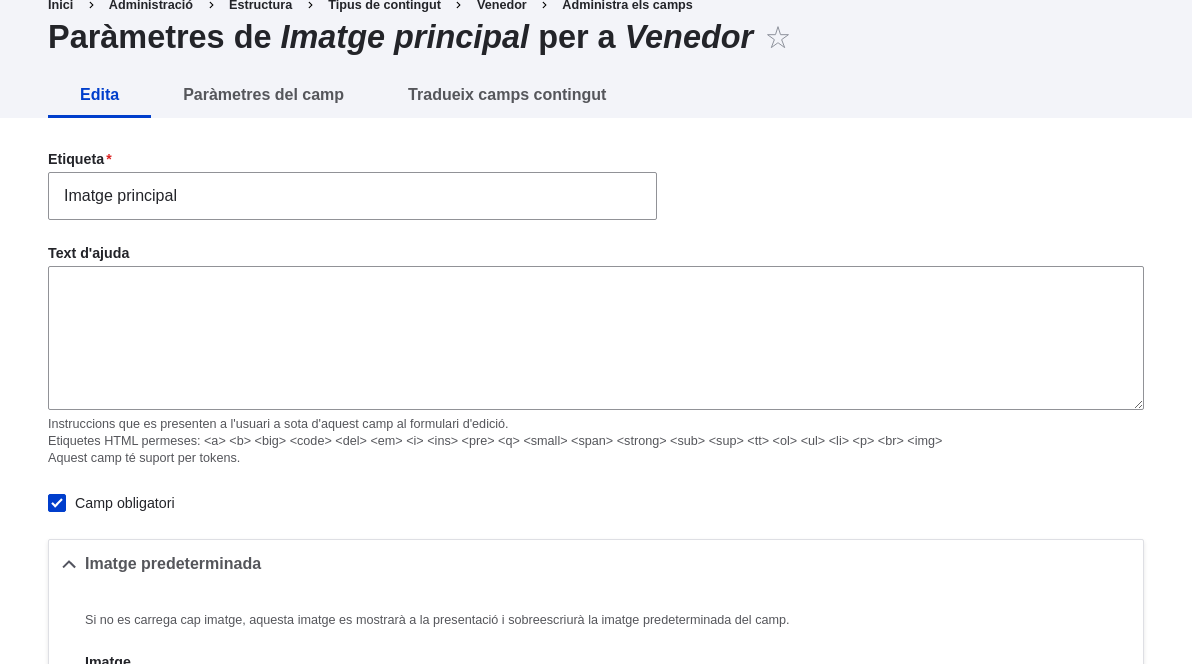 Inici › Administració › Estructura › Tipus de contingut › Venedor › Administra els camps
Paràmetres de Imatge principal per a Venedor ☆
Edita Paràmetres del camp Tradueix camps contingut
Etiqueta*
Imatge principal
Text d'ajuda
Instruccions que es presenten a l'usuari a sota d'aquest camp al formulari d'edició.
Etiquetes HTML permeses: <a> <b> <big> <code> <del> <em> <i> <ins> <pre> <q> <small> <span> <strong> <sub> <sup> <tt> <ol> <ul> <li> <p> <br> <img>
Aquest camp té suport per tokens.
Camp obligatori
Imatge predeterminada
Si no es carrega cap imatge, aquesta imatge es mostrarà a la presentació i sobreescriurà la imatge predeterminada del camp.
Imatge